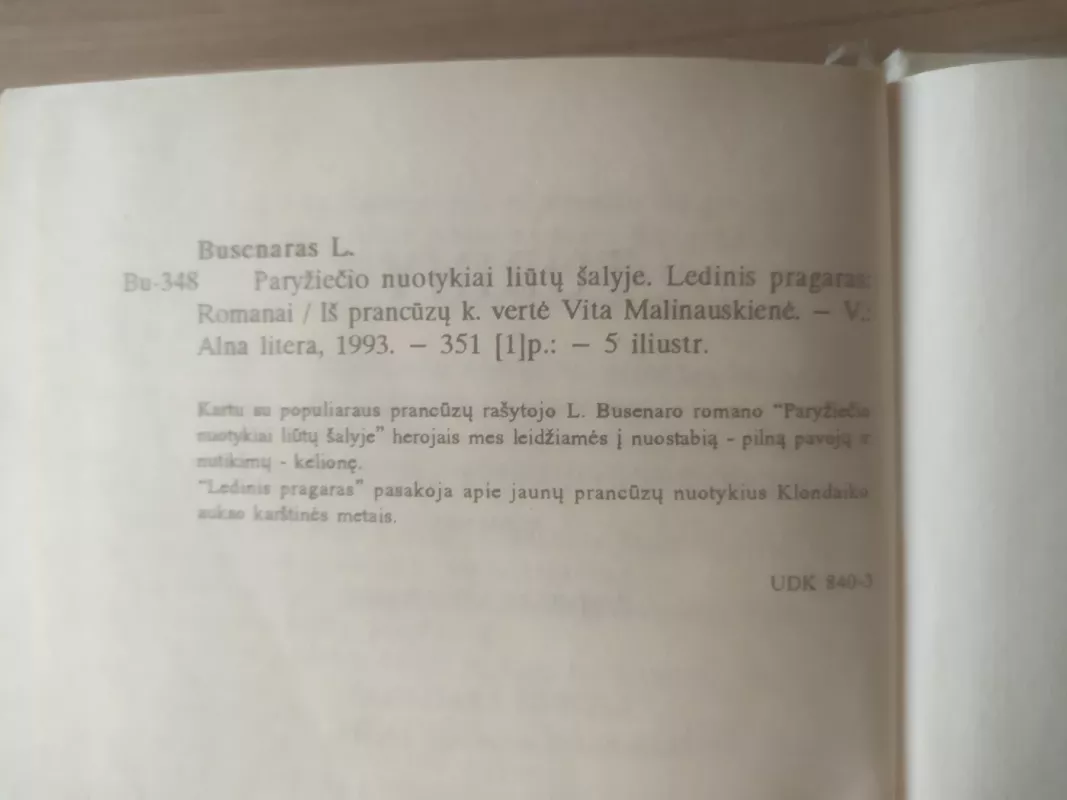 Busenaras L.
Bu-348 Paryžiečio nuotykiai liūtų šalyje. Ledinis pragaras:
Romanai / Iš prancūzų k. vertė Vita Malinauskienė. – V.:
Alna litera, 1993. – 351 [1]p.: – 5 iliustr.
Kartu su populiaraus prancūzų rašytojo L. Busenaro romano "Paryžiečio
nuotykiai liūtų šalyje" herojais mes leidžiamės į nuostabią - pilną pavojų ir
nutikimų - kelionę.
"Ledinis pragaras" pasakoja apie jaunų prancūzų nuotykius Klondaiko
aukso karštinės metais.
UDK 840-3